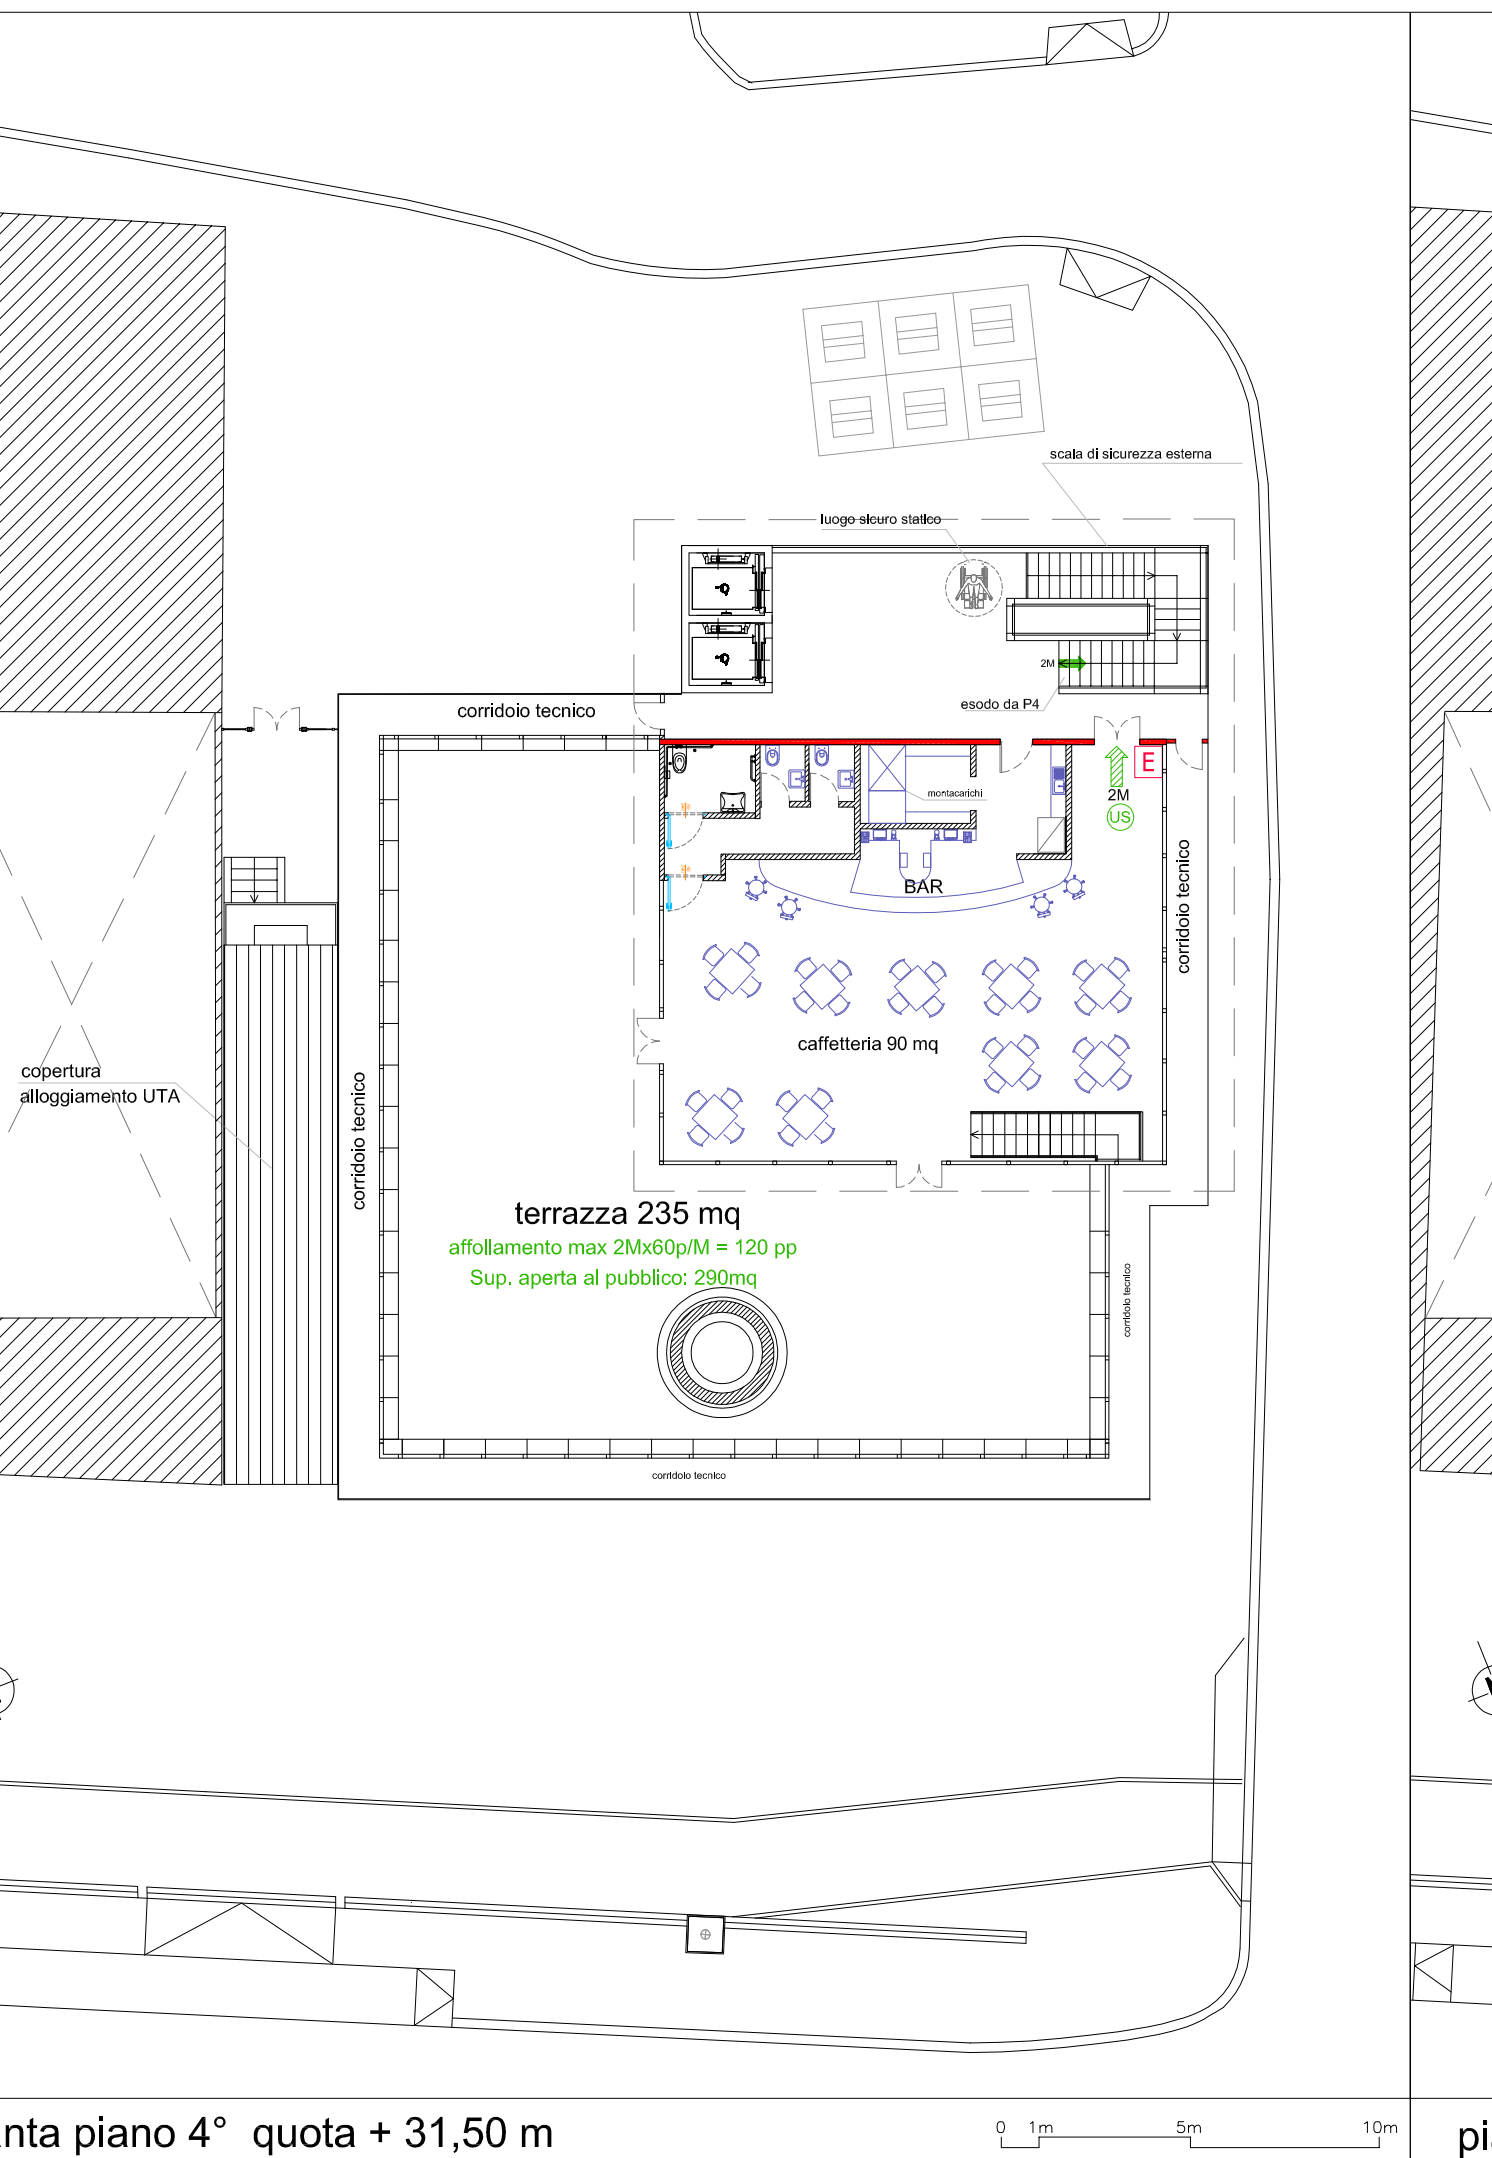 scala di sicurezza esterna
luogo sicuro statico
2M
esodo da P4
corridoio tecnico
E
2M
US
montacarichi
BAR
corridoio tecnico
caffetteria 90 mq
copertura
alloggiamento UTA
corridoio tecnico
terrazza 235 mq
affollamento max 2Mx60p/M = 120 pp
Sup. aperta al pubblico: 290mq
corridoio tecnico
corridoio tecnico
nta piano 4° quota + 31,50 m
0 1m 5m 10m
pi